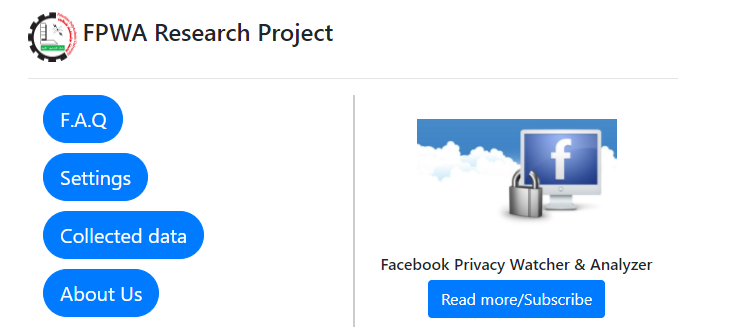 FPWA Research Project
F.A.Q
Settings
Collected data
About Us
f
Facebook Privacy Watcher & Analyzer
Read more/Subscribe